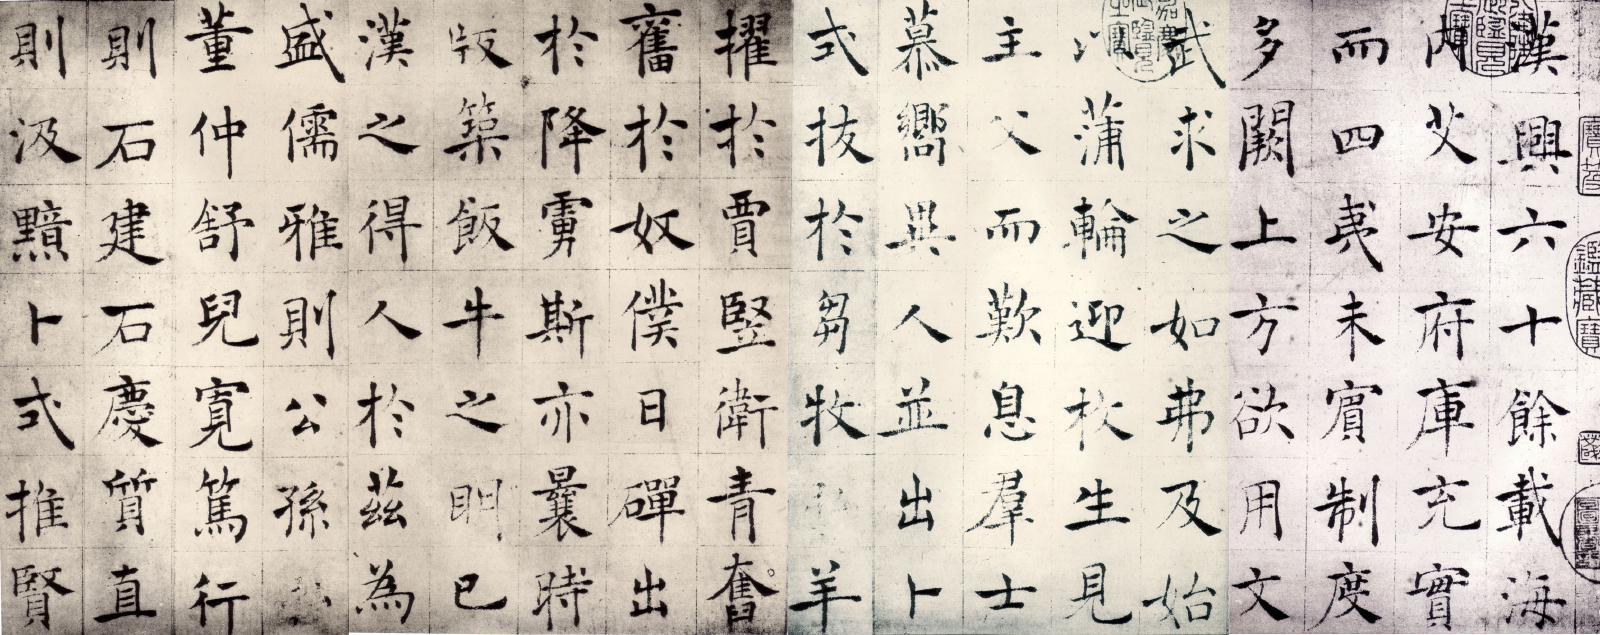 漢興六十餘載海
內艾安府庫充實
而四夷未賓制度
多闕上方欲用文
武求之如弗及始
以蒲輪迎枚生見
主父而歎息羣士
慕嚮異人並出卜
式拔於芻牧羊
擢於賈豎衛青奮
奮於奴僕日磾出
於降虜斯亦曩時
版築飯牛之明已
漢之得人於茲為
盛儒雅則公孫
董仲舒兒寬篤行
則石建石慶質直
則汲黯卜式推賢